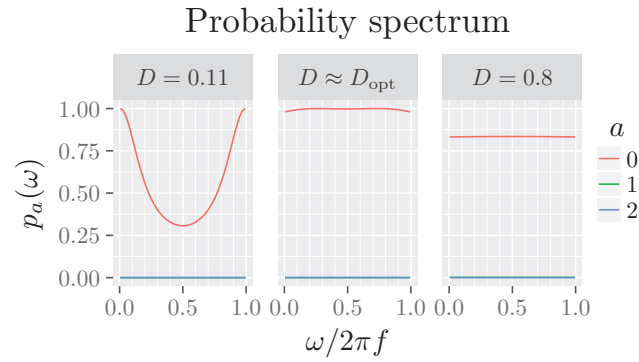 Probability spectrum
D = 0.11 D ≈ D_opt D = 0.8
p_a(ω)
1.00
0.75
0.50
0.25
0.00
0.0 0.5 1.0 0.0 0.5 1.0 0.0 0.5 1.0
ω/2πf
a
0
1
2